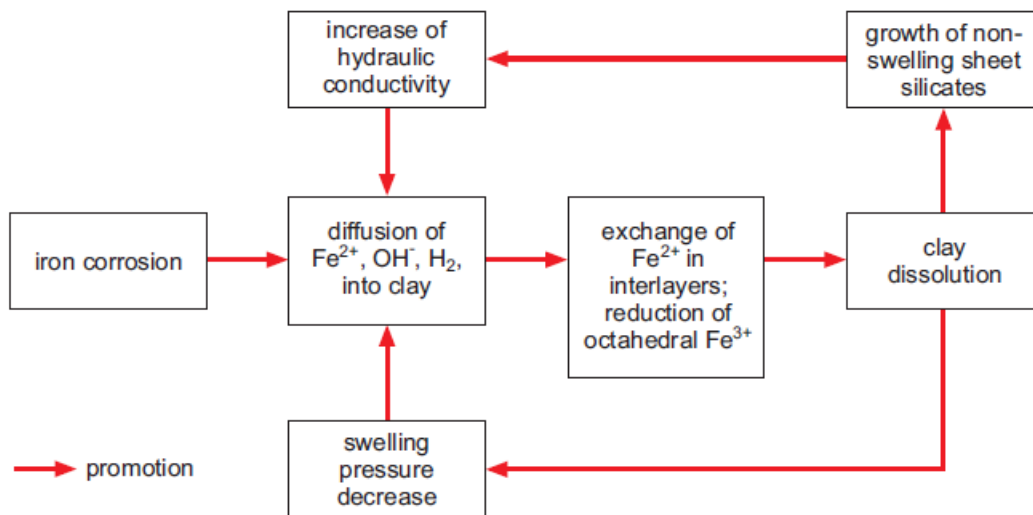 increase of
hydraulic
conductivity
growth of non-
swelling sheet
silicates
iron corrosion
diffusion of
Fe²⁺, OH⁻, H₂,
into clay
exchange of
Fe²⁺ in
interlayers;
reduction of
octahedral Fe³⁺
clay
dissolution
swelling
pressure
decrease
promotion